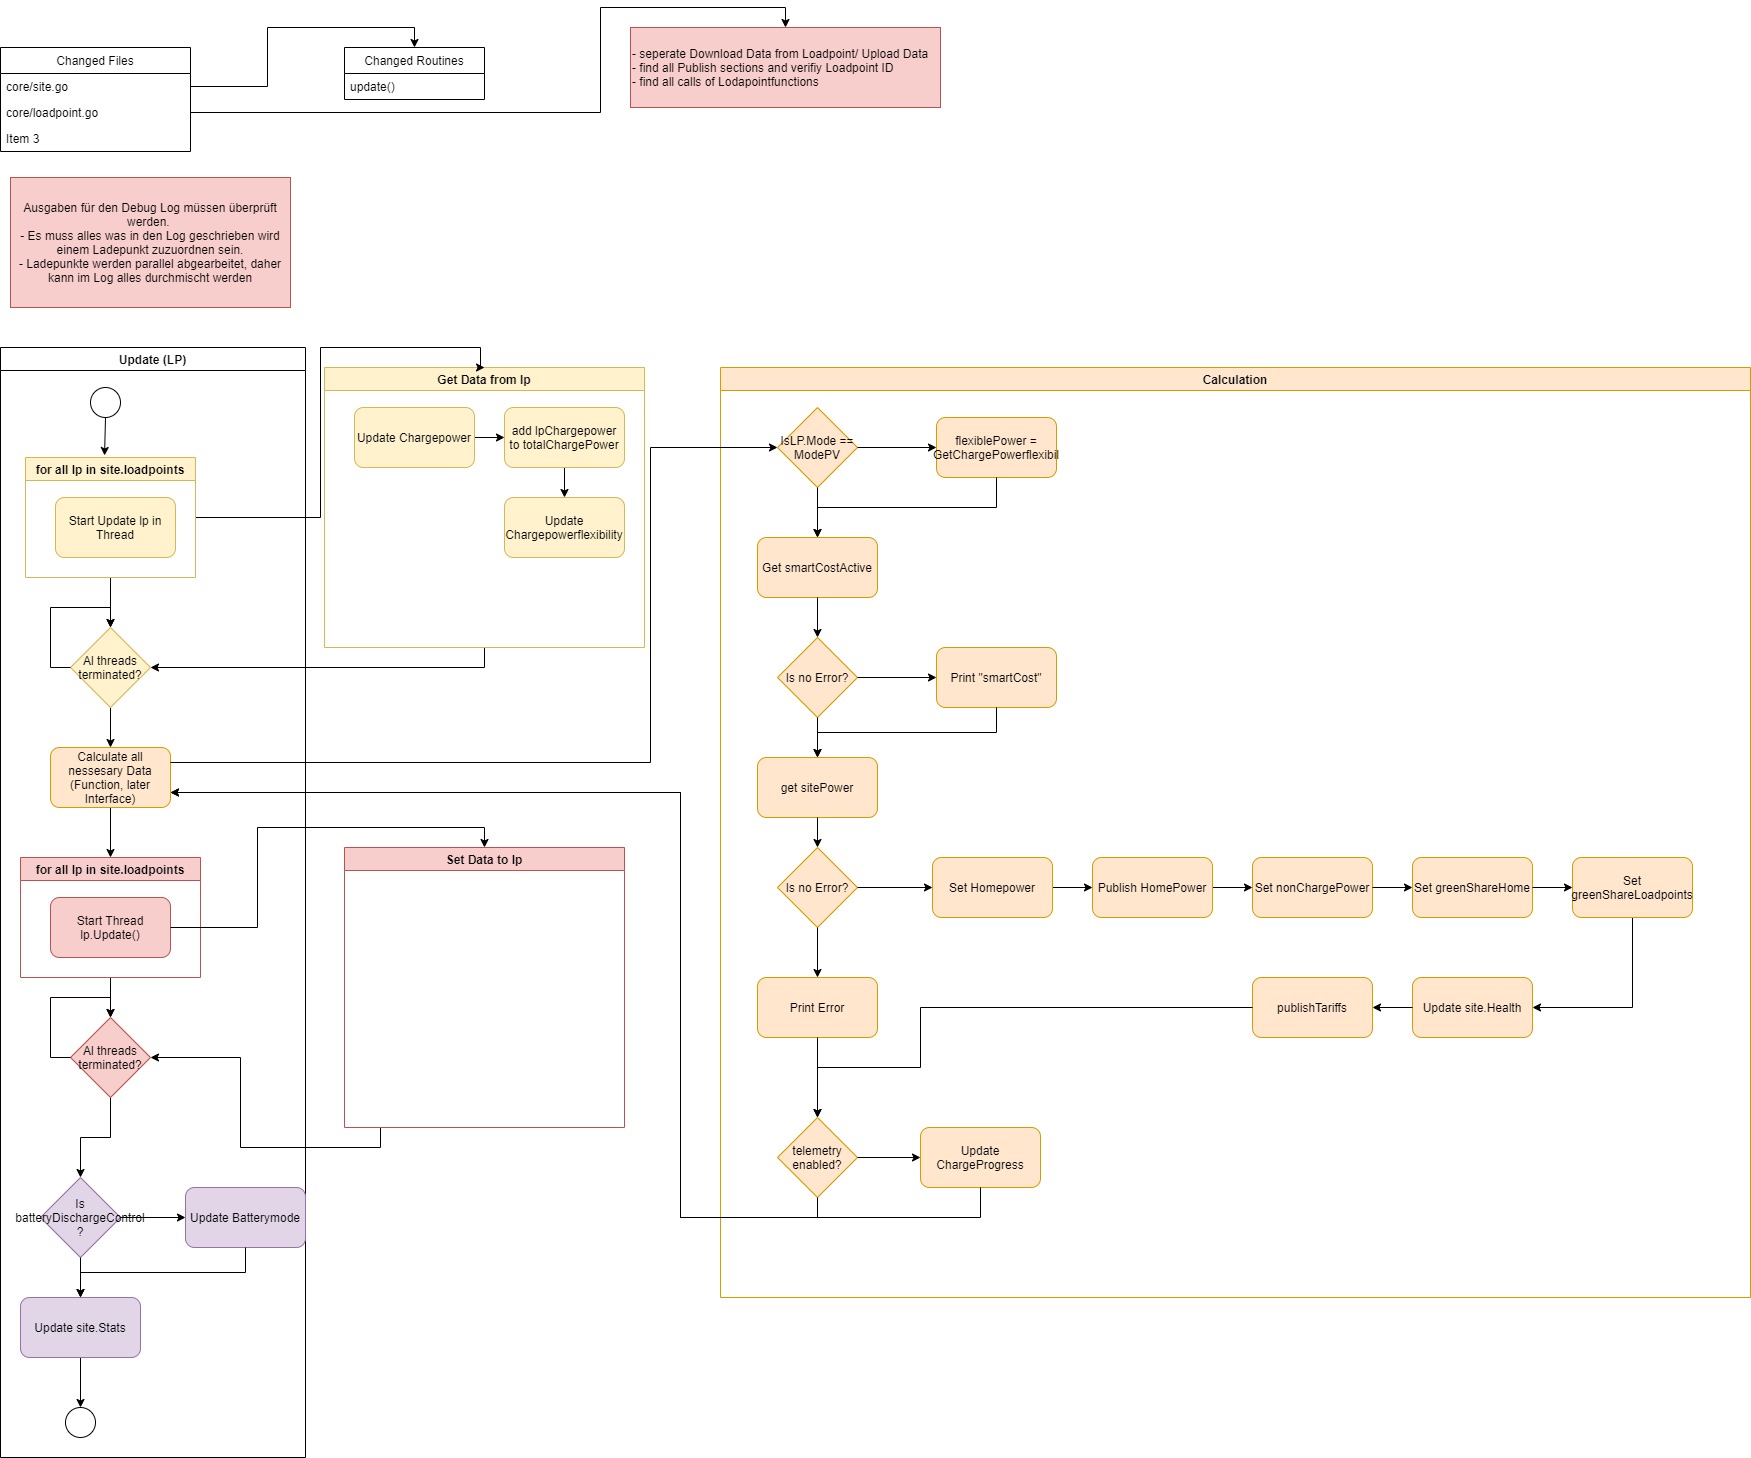 Changed Files
core/site.go
core/loadpoint.go
Item 3
Changed Routines
update()
- seperate Download Data from Loadpoint/ Upload Data
- find all Publish sections and verifiy Loadpoint ID
- find all calls of Lodapointfunctions
Ausgaben für den Debug Log müssen überprüft
werden.
- Es muss alles was in den Log geschrieben wird
einem Ladepunkt zuzuordnen sein.
- Ladepunkte werden parallel abgearbeitet, daher
kann im Log alles durchmischt werden
Update (LP)
for all lp in site.loadpoints
Start Update lp in
Thread
Al threads
terminated?
Calculate all
nessesary Data
(Function, later
Interface)
for all lp in site.loadpoints
Start Thread
lp.Update()
Al threads
terminated?
Is
batteryDischargeControl
?
Update Batterymode
Update site.Stats
Get Data from lp
Update Chargepower
add lpChargepower
to totalChargePower
Update
Chargepowerflexibility
Set Data to lp
Calculation
IsLP.Mode ==
ModePV
flexiblePower =
GetChargePowerflexibil
Get smartCostActive
Is no Error?
Print "smartCost"
get sitePower
Is no Error?
Set Homepower
Publish HomePower
Set nonChargePower
Set greenShareHome
Set
greenShareLoadpoints
Print Error
publishTariffs
Update site.Health
telemetry
enabled?
Update
ChargeProgress